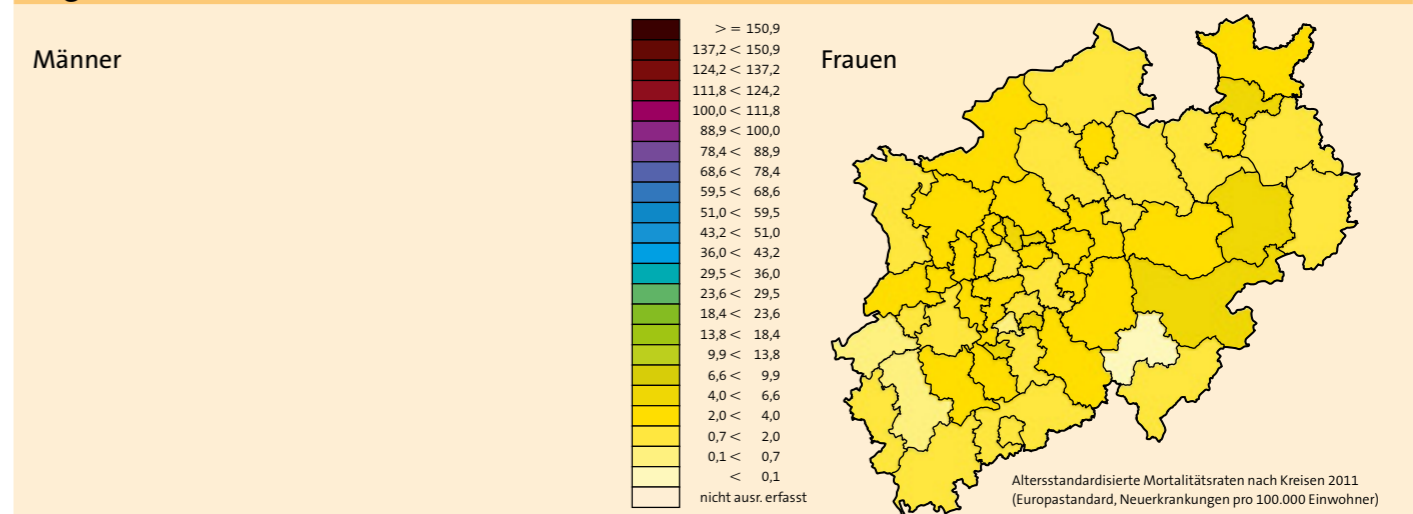 Männer
Frauen
> = 150,9
137,2 < 150,9
124,2 < 137,2
111,8 < 124,2
100,0 < 111,8
88,9 < 100,0
78,4 < 88,9
68,6 < 78,4
59,5 < 68,6
51,0 < 59,5
43,2 < 51,0
36,0 < 43,2
29,5 < 36,0
23,6 < 29,5
18,4 < 23,6
13,8 < 18,4
9,9 < 13,8
6,6 < 9,9
4,0 < 6,6
2,0 < 4,0
0,7 < 2,0
0,1 < 0,7
< 0,1
nicht ausr. erfasst
Altersstandardisierte Mortalitätsraten nach Kreisen 2011
(Europastandard, Neuerkrankungen pro 100.000 Einwohner)